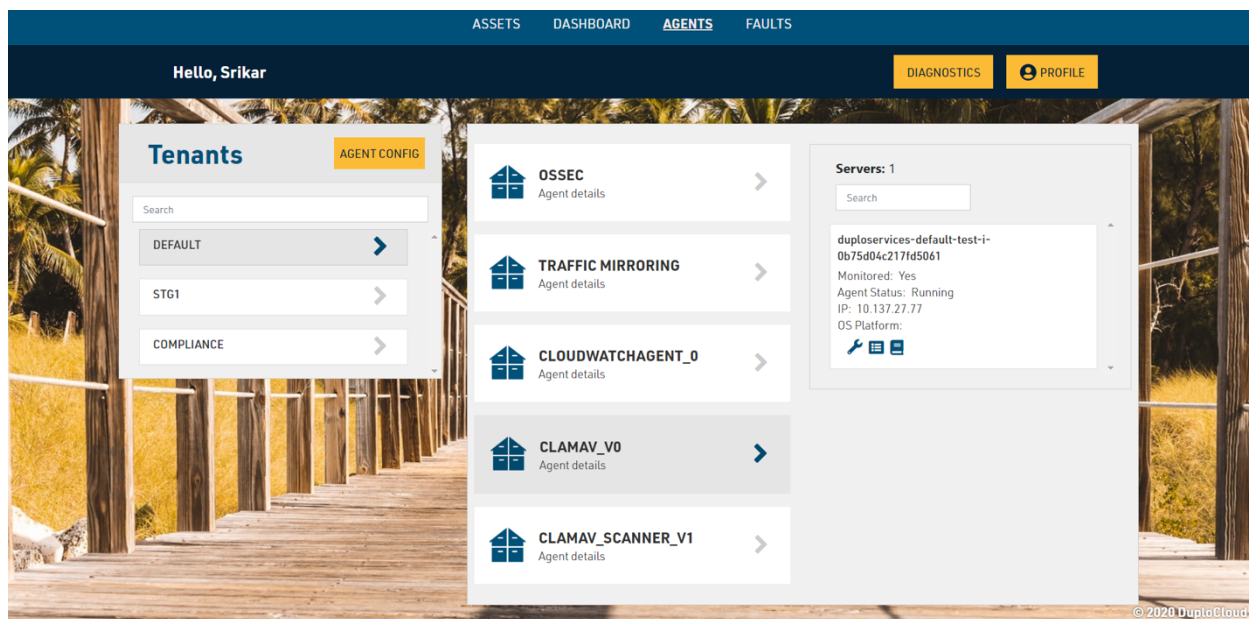 ASSETS DASHBOARD AGENTS FAULTS
Hello, Srikar
DIAGNOSTICS PROFILE
Tenants
AGENT CONFIG
Search
DEFAULT
STG1
COMPLIANCE
OSSEC
Agent details
TRAFFIC MIRRORING
Agent details
CLOUDWATCHAGENT_0
Agent details
CLAMAV_V0
Agent details
CLAMAV_SCANNER_V1
Agent details
Servers: 1
Search
duploservices-default-test-i-
0b75d04c217fd5061
Monitored: Yes
Agent Status: Running
IP: 10.137.27.77
OS Platform:
© 2020 DuploCloud